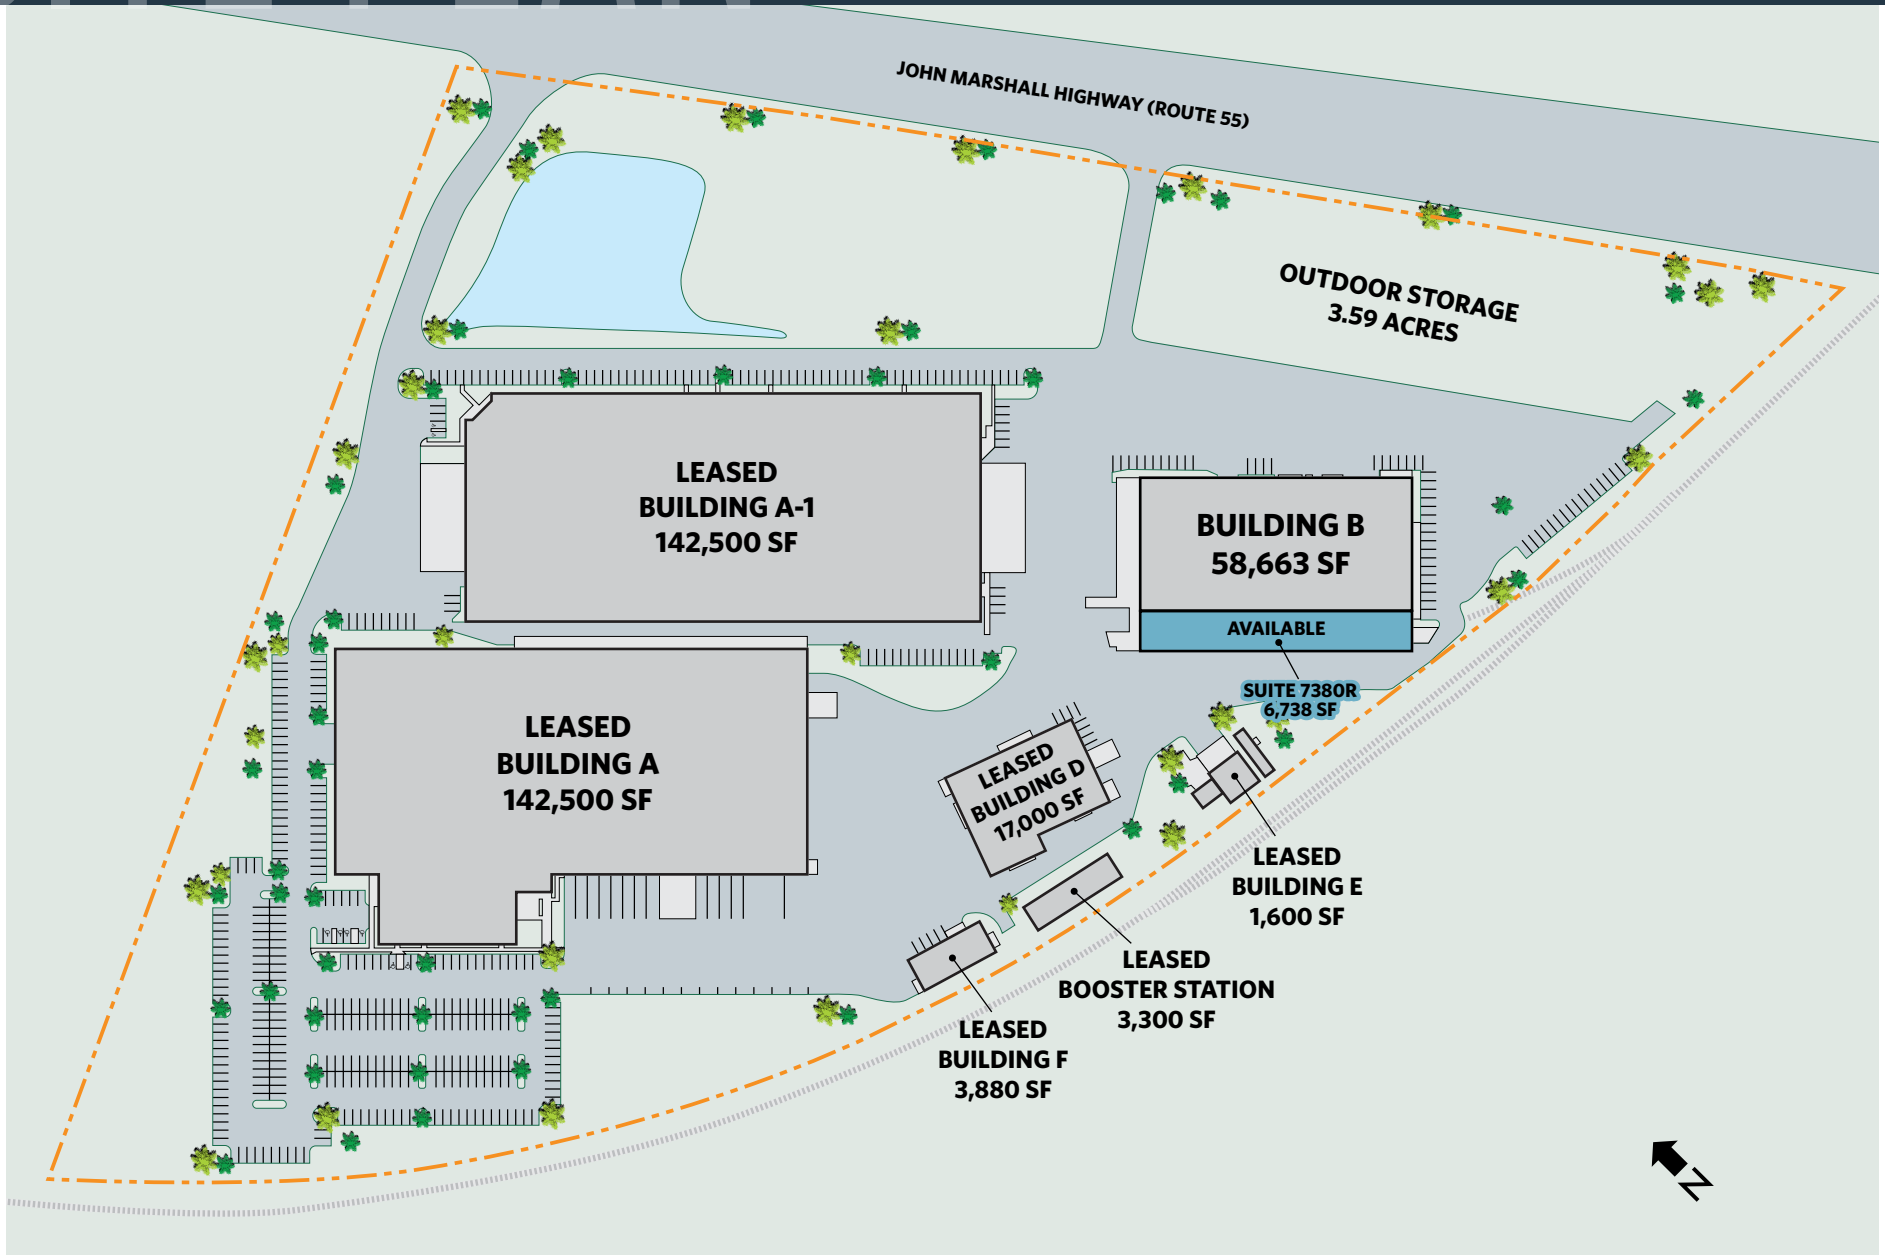 JOHN MARSHALL HIGHWAY (ROUTE 55)
OUTDOOR STORAGE
3.59 ACRES
LEASED
BUILDING A-1
142,500 SF
BUILDING B
58,663 SF
AVAILABLE
SUITE 7380R
6,738 SF
LEASED
BUILDING A
142,500 SF
LEASED
BUILDING D
17,000 SF
LEASED
BUILDING E
1,600 SF
LEASED
BOOSTER STATION
3,300 SF
LEASED
BUILDING F
3,880 SF
N